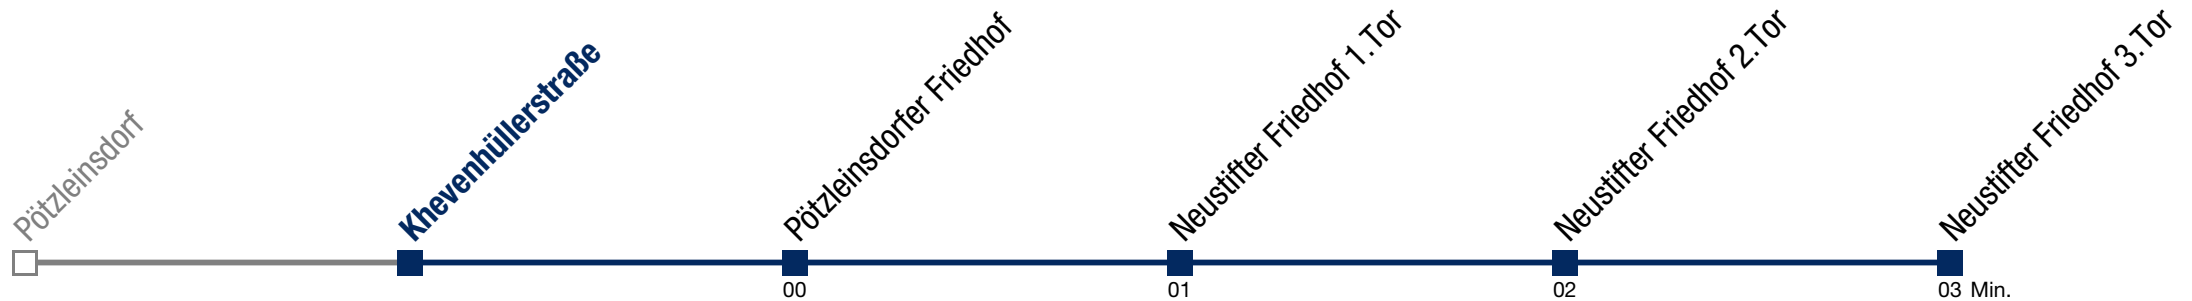 Pötzleinsdorf
Khevenhüllerstraße
Pötzleinsdorfer Friedhof
Neustifter Friedhof 1.Tor
Neustifter Friedhof 2.Tor
Neustifter Friedhof 3.Tor
00
01
02
03 Min.